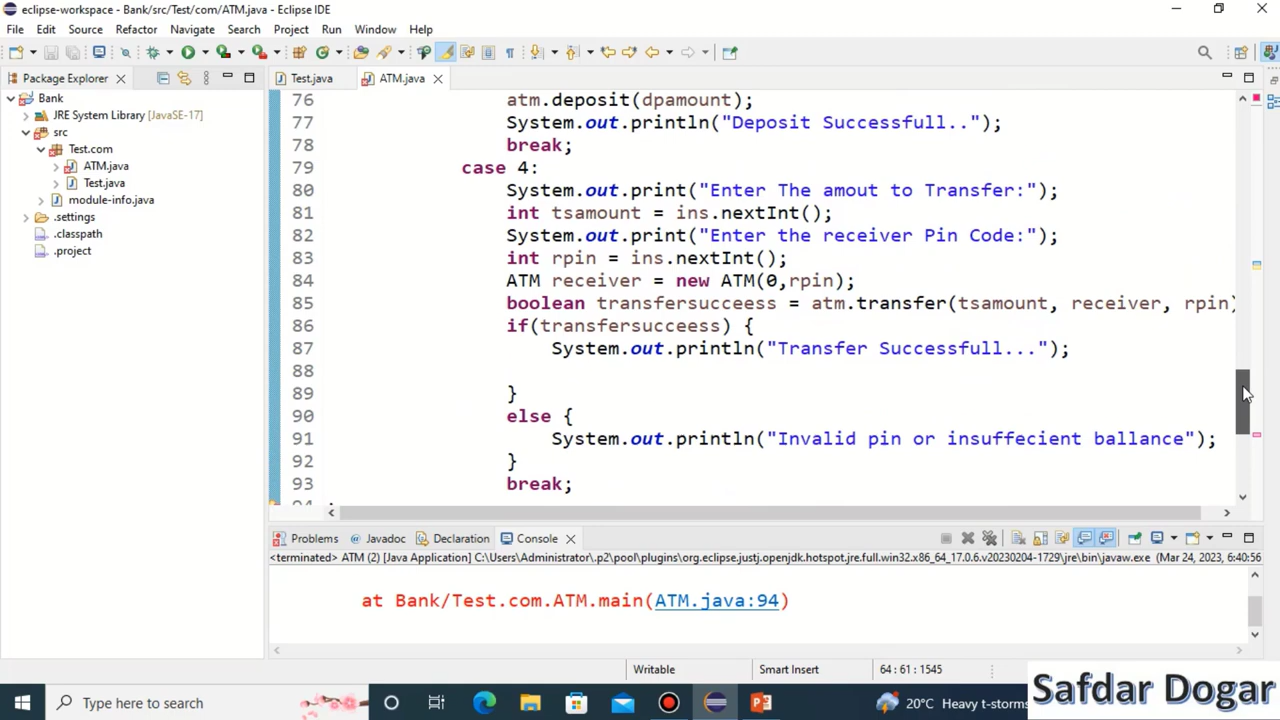 eclipse-workspace - Bank/src/Test/com/ATM.java - Eclipse IDE
File Edit Source Refactor Navigate Search Project Run Window Help
Package Explorer
Test.java
ATM.java
Bank
JRE System Library [JavaSE-17]
src
Test.com
ATM.java
Test.java
module-info.java
.settings
.classpath
.project
76 atm.deposit(dpamount);
77 System.out.println("Deposit Successfull..");
78 break;
79 case 4:
80 System.out.print("Enter The amout to Transfer:");
81 int tsamount = ins.nextInt();
82 System.out.print("Enter the receiver Pin Code:");
83 int rpin = ins.nextInt();
84 ATM receiver = new ATM(0,rpin);
85 boolean transfersucceess = atm.transfer(tsamount, receiver, rpin)
86 if(transfersucceess) {
87 System.out.println("Transfer Successfull...");
88
89 }
90 else {
91 System.out.println("Invalid pin or insuffecient ballance");
92 }
93 break;
Problems Javadoc Declaration Console
<terminated> ATM (2) [Java Application] C:\Users\Administrator\.p2\pool\plugins\org.eclipse.justj.openjdk.hotspot.jre.full.win32.x86_64_17.0.6.v20230204-1729\jre\bin\javaw.exe (Mar 24, 2023, 6:40:56
at Bank/Test.com.ATM.main(ATM.java:94)
Writable Smart Insert 64 : 61 : 1545
Type here to search
20°C Heavy t-storms
Safdar Dogar